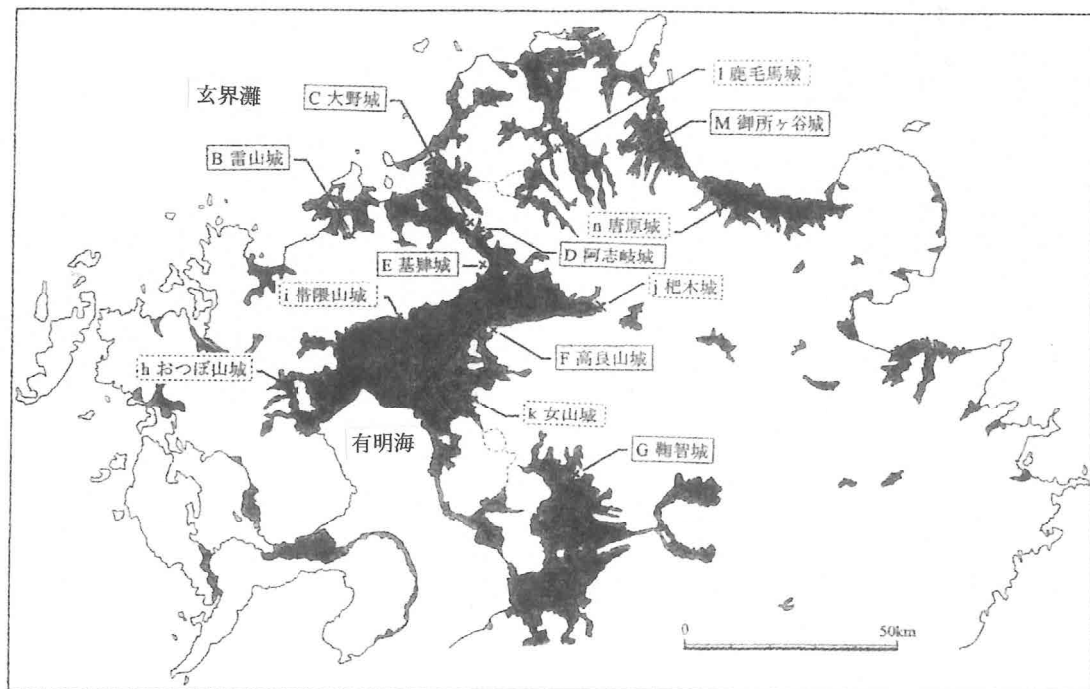 玄界灘
l 鹿毛馬城
C 大野城
M 御所ヶ谷城
B 雷山城
n 唐原城
D 阿志岐城
E 基肄城
j 杷木城
i 帯隈山城
F 高良山城
h おつぼ山城
k 女山城
有明海
G 鞠智城
0 50km